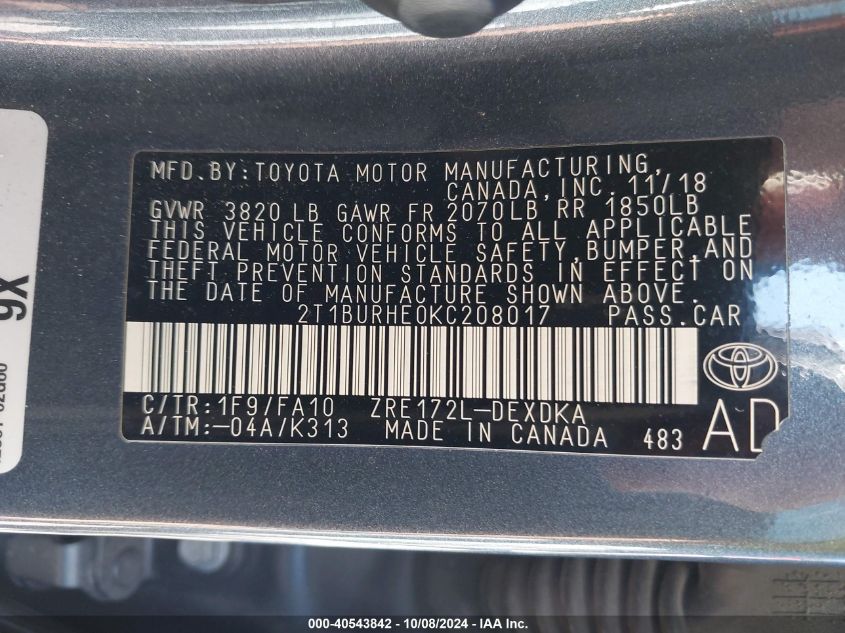 MFD.BY:TOYOTA MOTOR MANUFACTURING,
CANADA,INC. 11/18
GVWR 3820 LB GAWR FR 2070LB RR 1850LB
THIS VEHICLE CONFORMS TO ALL APPLICABLE
FEDERAL MOTOR VEHICLE SAFETY,BUMPER,AND
THEFT PREVENTION STANDARDS IN EFFECT ON
THE DATE OF MANUFACTURE SHOWN ABOVE.
2T1BURHE0KC208017 PASS.CAR
C/TR:1F9/FA10 ZRE172L-DEXDKA
A/TM:-04A/K313 MADE IN CANADA 483
AD
9X
000-40543842 - 10/08/2024 - © IAA Inc.